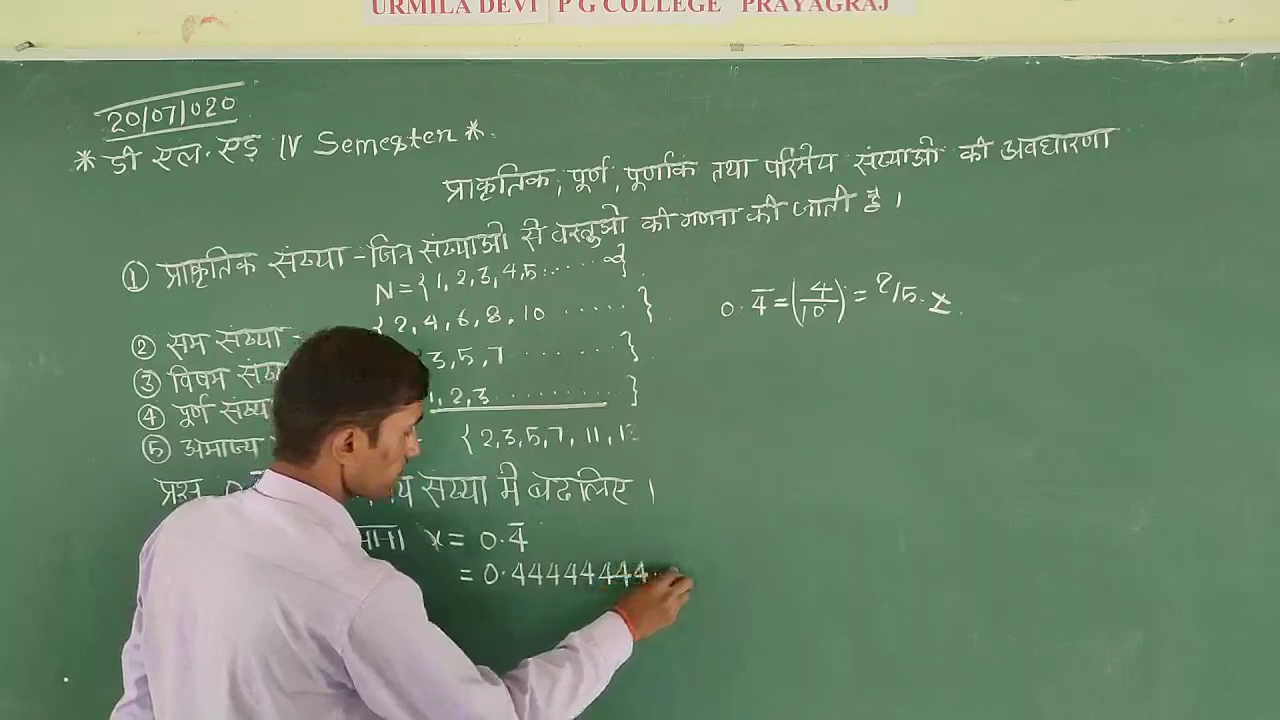 URMILA DEVI P G COLLEGE PRAYAGRAJ
20/07/020
* डी एल. एड़ IV Semester *.
प्राकृतिक, पूर्ण, पूर्णाक तथा परिमेय संख्याओ की अवधारणा
① प्राकृतिक संख्या - जिन संख्याओ से वस्तुओ की गणना की जाती है।
N = {1, 2, 3, 4, 5 ...... ∞}
② सम संख्या - {2, 4, 6, 8, 10 ......}
③ विषम 3, 5, 7 ........}
④ पूर्ण 1, 2, 3 ..........}
⑤ अभाज्य {2, 3, 5, 7, 11, 13
0.4̅ = (4/10) = 2/5. x
प्रश्न संख्या मे बदलिए।
माना x = 0.4̅
= 0.44444444..